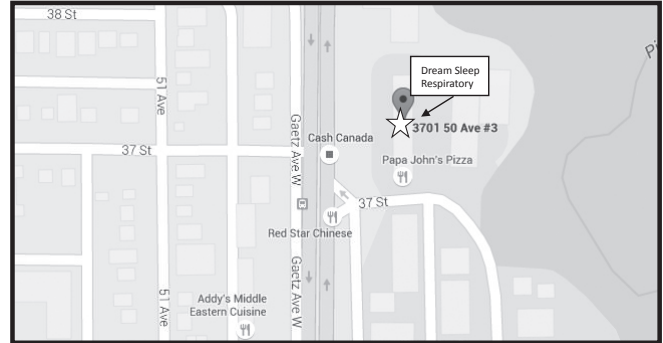 38 St
Dream Sleep
Respiratory
51 Ave
Gaetz Ave W
Cash Canada
3701 50 Ave #3
37 St
Papa John's Pizza
37 St
Red Star Chinese
51 Ave
Addy's Middle
Eastern Cuisine
Gaetz Ave W